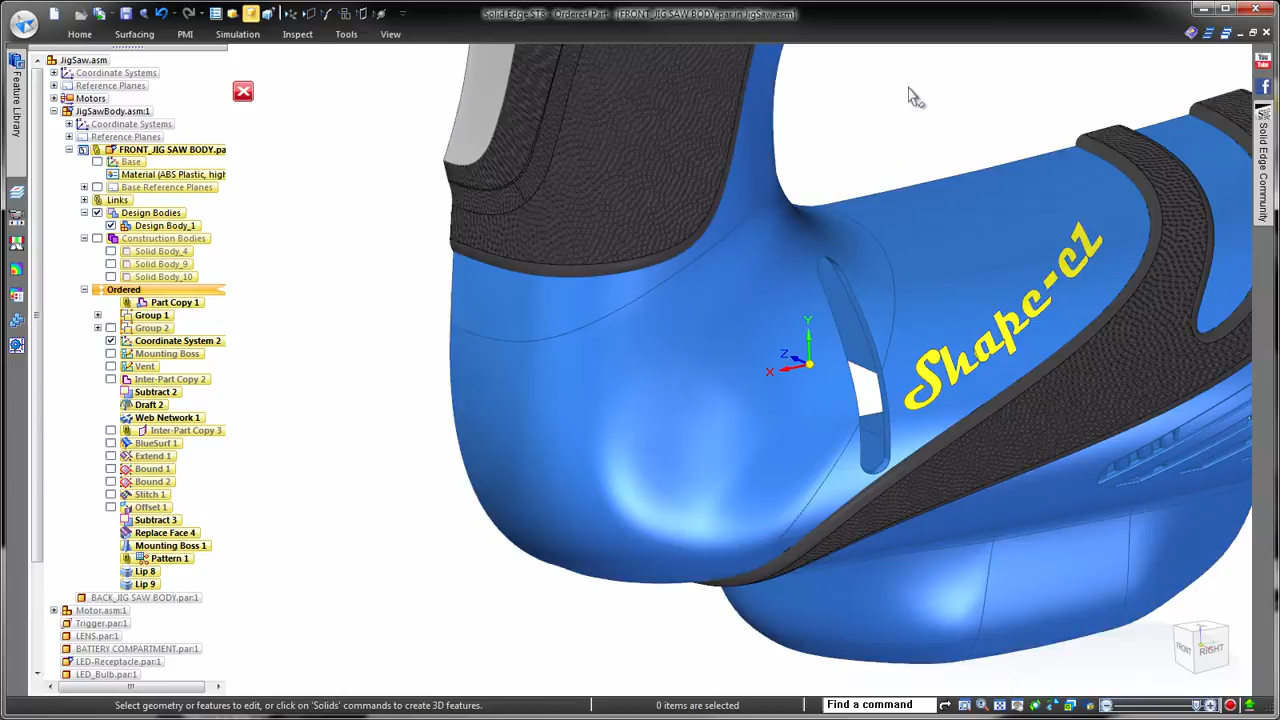 Solid Edge ST8 - Ordered Part - [FRONT_JIG SAW BODY.par in JigSaw.asm]
Home Surfacing PMI Simulation Inspect Tools View
Feature Library
JigSaw.asm
Coordinate Systems
Reference Planes
Motors
JigSawBody.asm:1
Coordinate Systems
Reference Planes
FRONT_JIG SAW BODY.pa
Base
Material (ABS Plastic, high
Base Reference Planes
Links
Design Bodies
Design Body_1
Construction Bodies
Solid Body_4
Solid Body_9
Solid Body_10
Ordered
Part Copy 1
Group 1
Group 2
Coordinate System 2
Mounting Boss
Vent
Inter-Part Copy 2
Subtract 2
Draft 2
Web Network 1
Inter-Part Copy 3
BlueSurf 1
Extend 1
Bound 1
Bound 2
Stitch 1
Offset 1
Subtract 3
Replace Face 4
Mounting Boss 1
Pattern 1
Lip 8
Lip 9
BACK_JIG SAW BODY.par:1
Motor.asm:1
Trigger.par:1
LENS.par:1
BATTERY COMPARTMENT.par:1
LED-Receptacle.par:1
LED_Bulb.par:1
Shape-ez
Y
Z
X
FRONT RIGHT
You Tube
Solid Edge Community
Select geometry or features to edit, or click on 'Solids' commands to create 3D features.
0 items are selected
Find a command